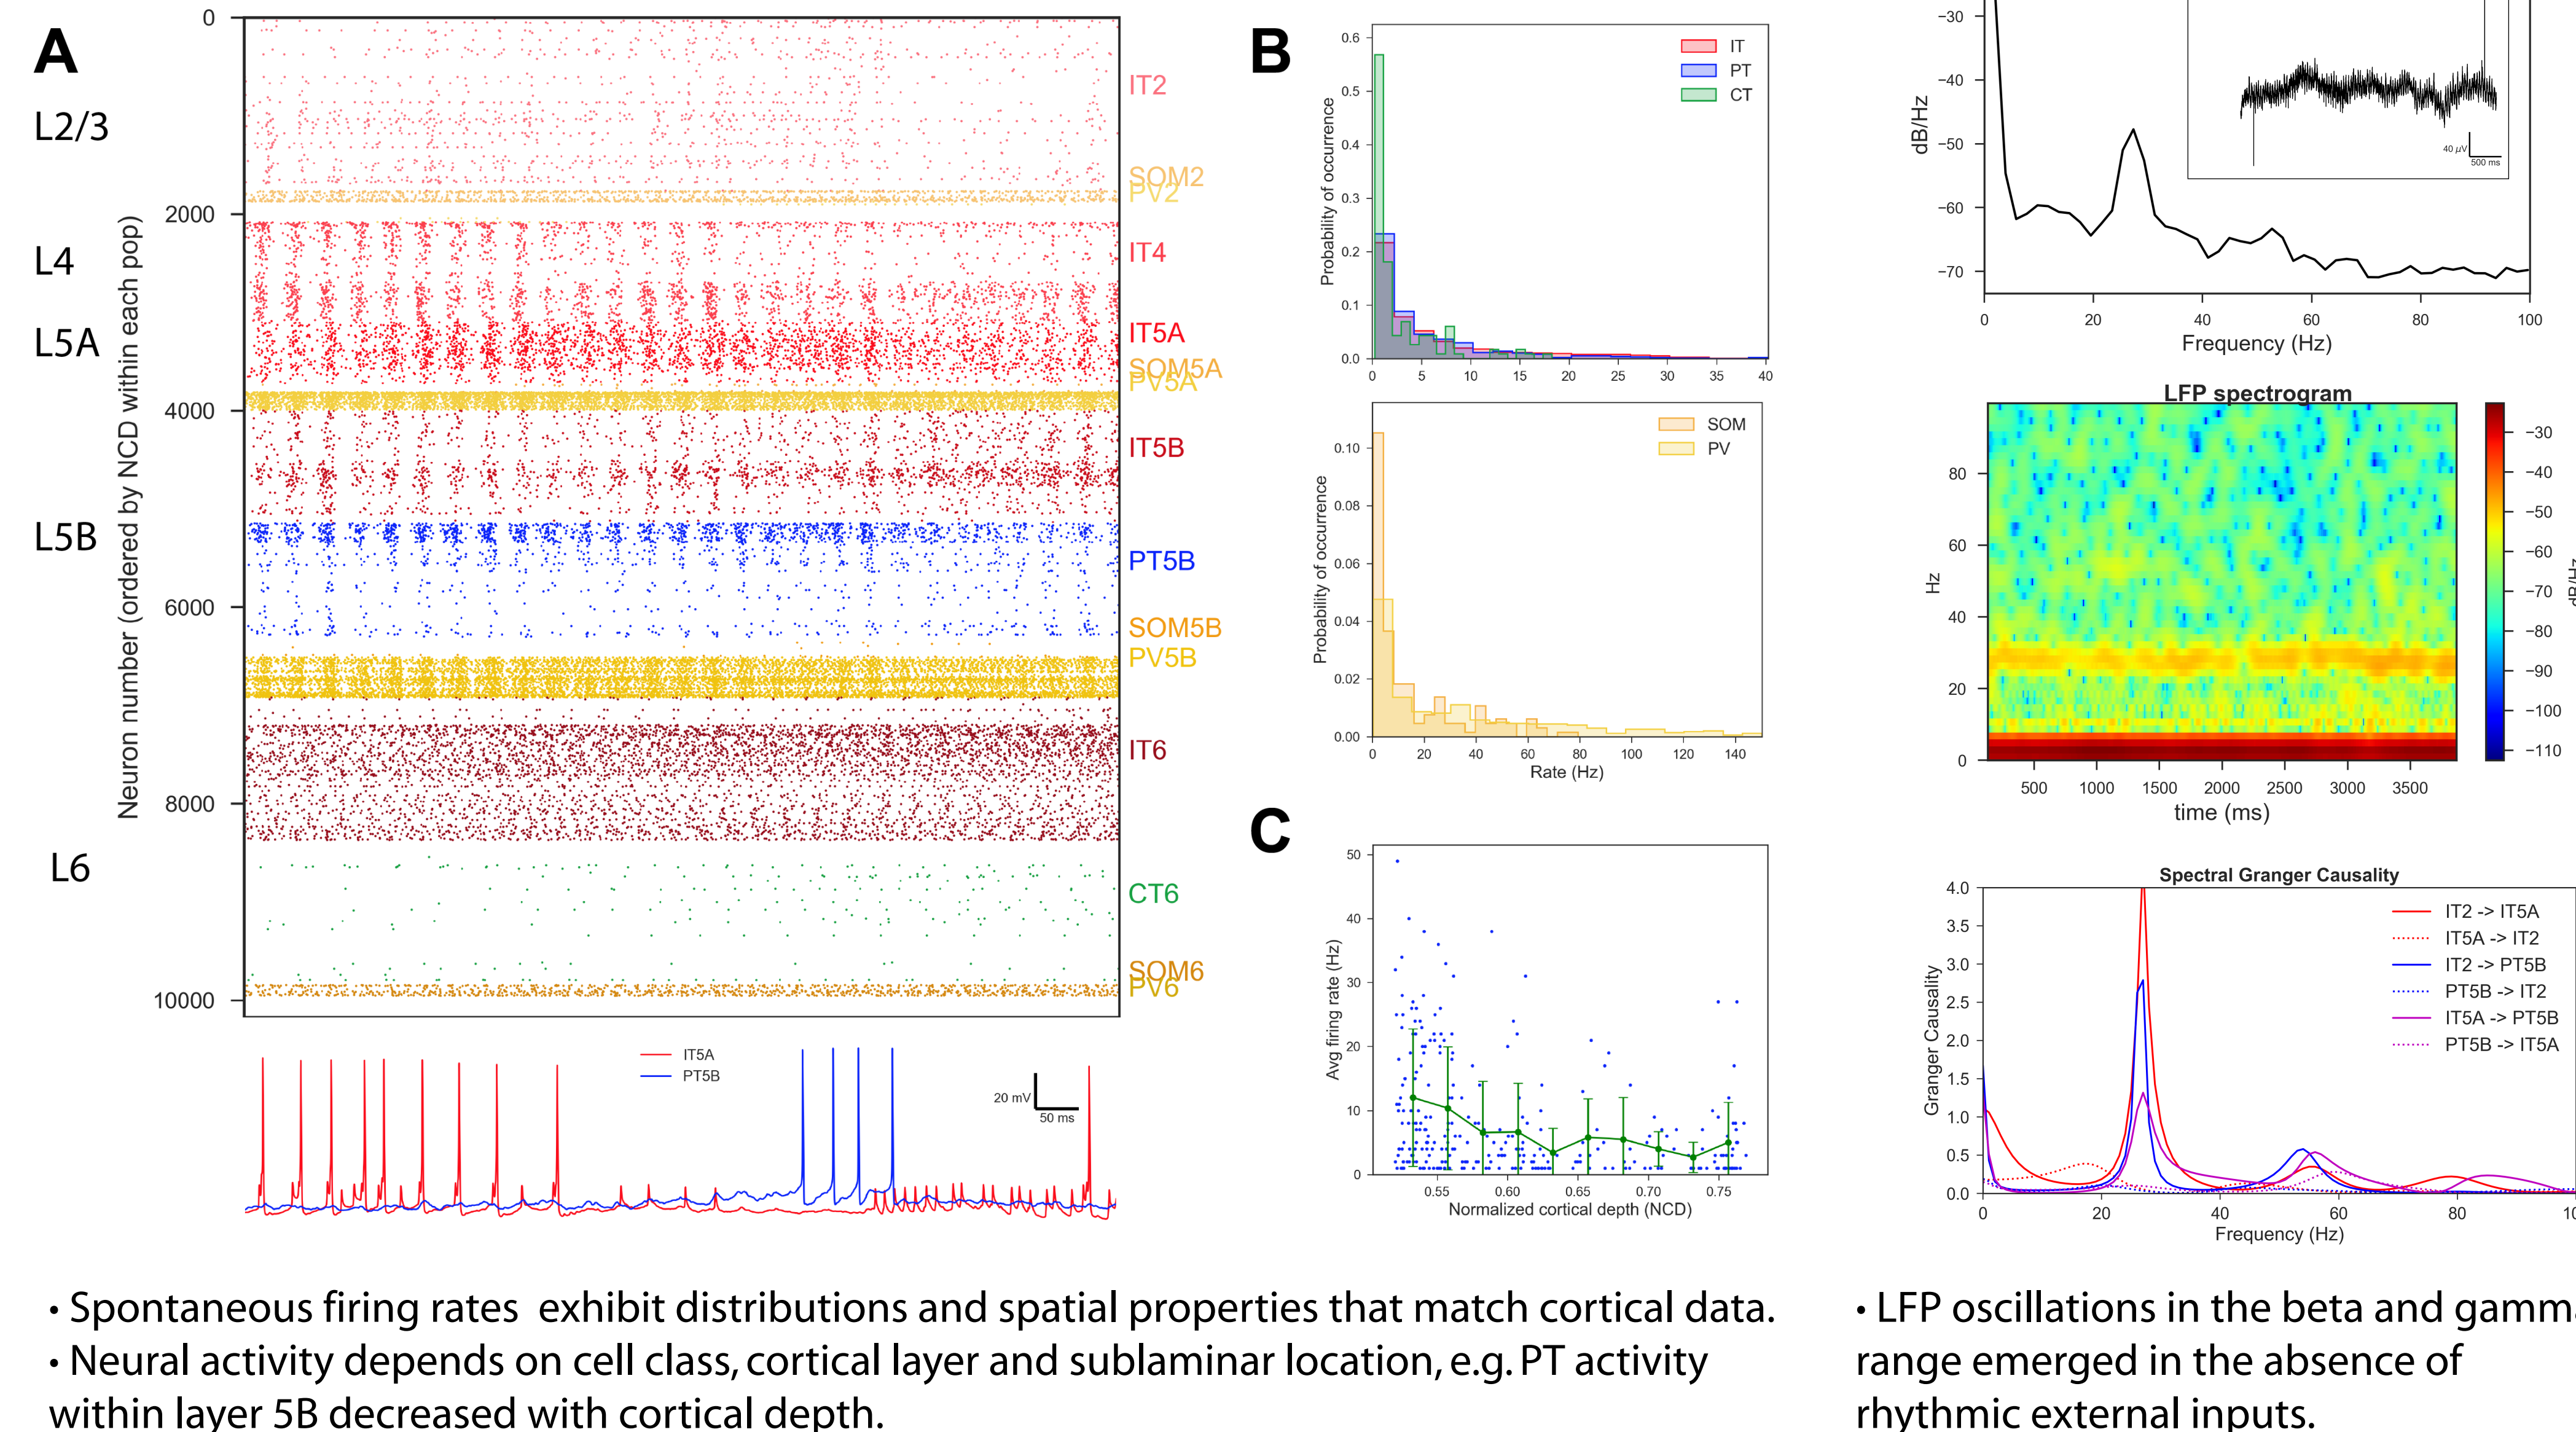 A
L2/3
L4
L5A
L5B
L6
Neuron number (ordered by NCD within each pop)
0
2000
4000
6000
8000
10000
IT2
SOM2
PV2
IT4
IT5A
SOM5A
PV5A
IT5B
PT5B
SOM5B
PV5B
IT6
CT6
SOM6
PV6
IT5A
PT5B
20 mV
50 ms
B
Probability of occurrence
0.6
0.5
0.4
0.3
0.2
0.1
0.0
0 5 10 15 20 25 30 35 40
IT
PT
CT
Probability of occurrence
0.10
0.08
0.06
0.04
0.02
0.00
0 20 40 60 80 100 120 140
Rate (Hz)
SOM
PV
C
Avg firing rate (Hz)
50
40
30
20
10
0
0.55 0.60 0.65 0.70 0.75
Normalized cortical depth (NCD)
dB/Hz
−30
−40
−50
−60
−70
0 20 40 60 80 100
Frequency (Hz)
40 μV
500 ms
LFP spectrogram
Hz
80
60
40
20
0
500 1000 1500 2000 2500 3000 3500
time (ms)
−30
−40
−50
−60
−70
−80
−90
−100
−110
dB/Hz
Spectral Granger Causality
Granger Causality
4.0
3.5
3.0
2.5
2.0
1.5
1.0
0.5
0.0
0 20 40 60 80 10
Frequency (Hz)
IT2 -> IT5A
IT5A -> IT2
IT2 -> PT5B
PT5B -> IT2
IT5A -> PT5B
PT5B -> IT5A
• Spontaneous firing rates exhibit distributions and spatial properties that match cortical data.
• Neural activity depends on cell class, cortical layer and sublaminar location, e.g. PT activity
within layer 5B decreased with cortical depth.
• LFP oscillations in the beta and gamma
range emerged in the absence of
rhythmic external inputs.